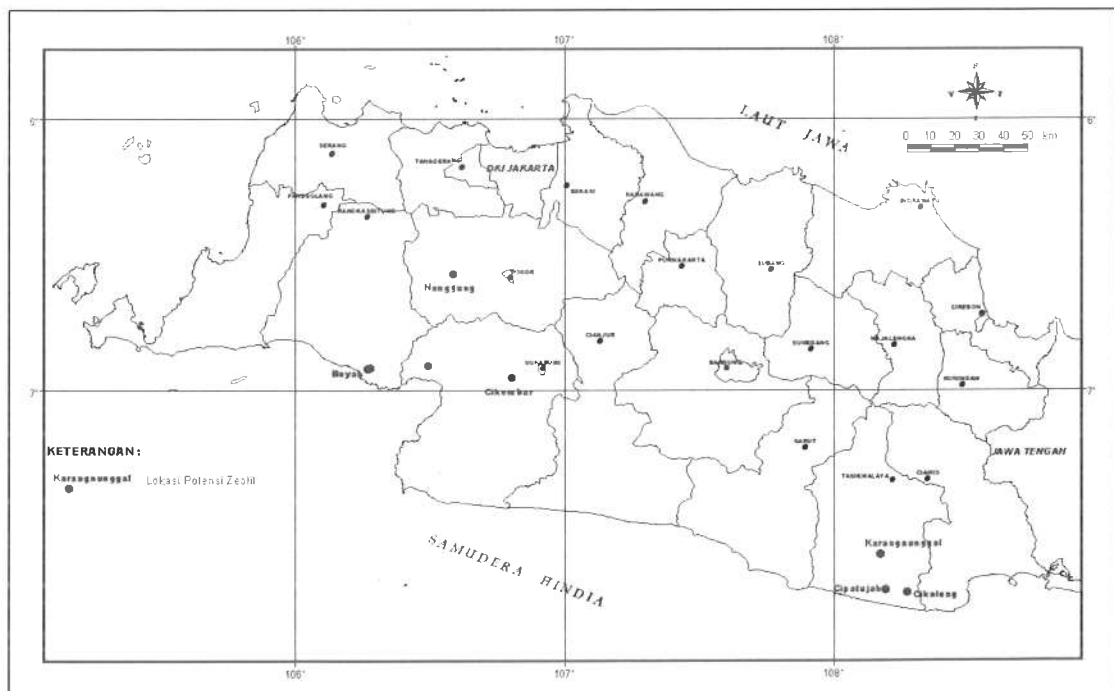 106° 107° 108°
LAUT JAWA
0 10 20 30 40 50 km
6° 6°
SERANG
TANGGERANG
DKI JAKARTA
BEKASI
KARAWANG
PANDEGLANG
RANGKASBITUNG
PURWAKARTA
SUBANG
BOGOR
Nanggung
CIREBON
CIANJUR
SUMEDANG
MAJALENGKA
BANDUNG
SUKABUMI
Bayah
Cikembar
KUNINGAN
7° 7°
KETERANGAN:
Karangnunggal Lokasi Potensi Zeolit
GARUT
JAWA TENGAH
TASIKMALAYA
CIAMIS
SAMUDERA HINDIA
Karangnunggal
Cipatujah
Cikalong
106° 107° 108°